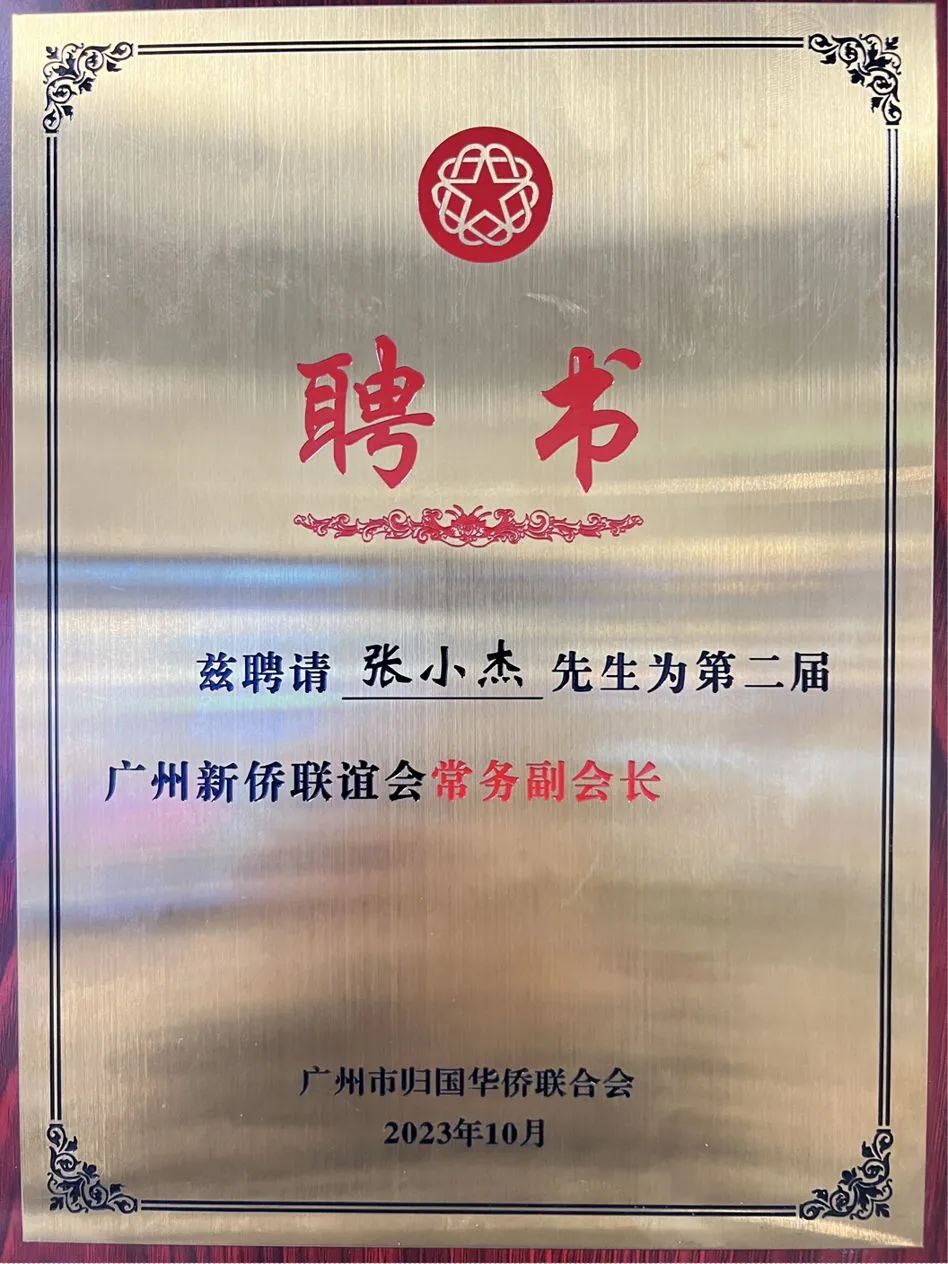 聘书
兹聘请 张小杰 先生为第二届
广州新侨联谊会常务副会长
广州市归国华侨联合会
2023年10月